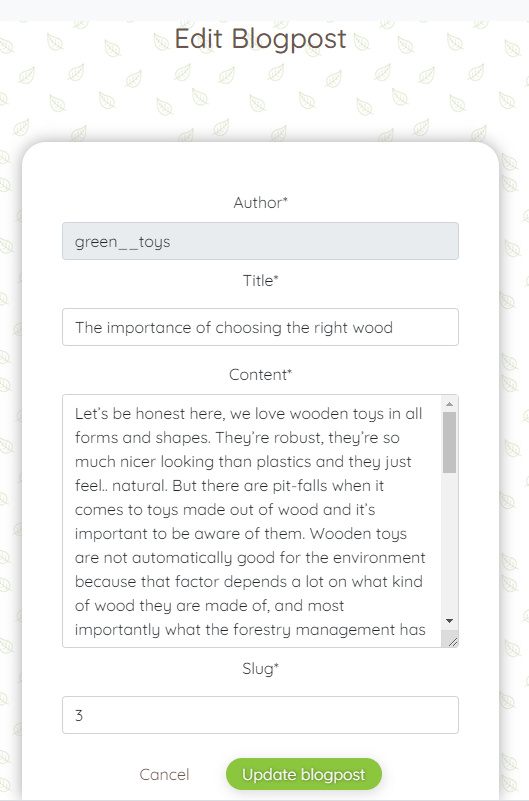 Edit Blogpost
Author*
green__toys
Title*
The importance of choosing the right wood
Content*
Let's be honest here, we love wooden toys in all
forms and shapes. They're robust, they're so
much nicer looking than plastics and they just
feel.. natural. But there are pit-falls when it
comes to toys made out of wood and it's
important to be aware of them. Wooden toys
are not automatically good for the environment
because that factor depends a lot on what kind
of wood they are made of, and most
importantly what the forestry management has
Slug*
3
Cancel Update blogpost